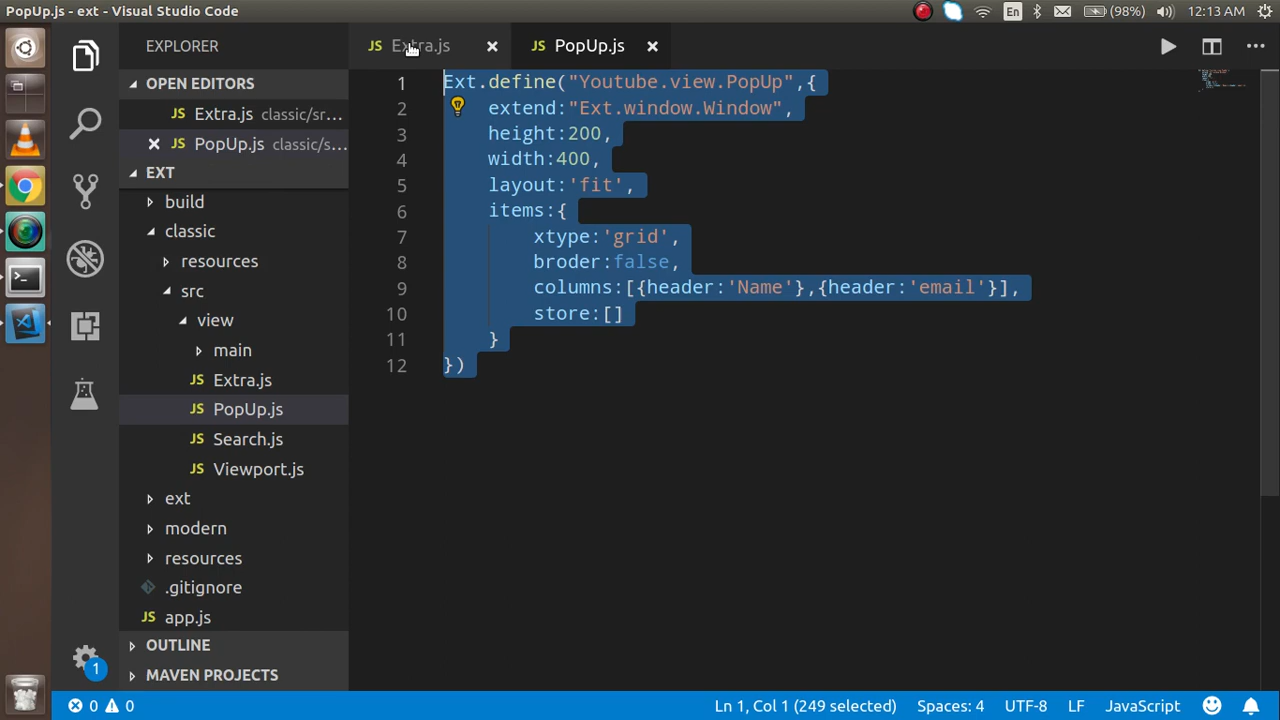 PopUp.js - ext - Visual Studio Code
En
(98%)
12:13 AM
EXPLORER
JS Extra.js
JS PopUp.js
OPEN EDITORS
JS Extra.js classic/sr...
JS PopUp.js classic/s...
EXT
build
classic
resources
src
view
main
JS Extra.js
JS PopUp.js
JS Search.js
JS Viewport.js
ext
modern
resources
.gitignore
JS app.js
OUTLINE
MAVEN PROJECTS
1
1 Ext.define("Youtube.view.PopUp",{
2 extend:"Ext.window.Window",
3 height:200,
4 width:400,
5 layout:'fit',
6 items:{
7 xtype:'grid',
8 broder:false,
9 columns:[{header:'Name'},{header:'email'}],
10 store:[]
11 }
12 })
0 0
Ln 1, Col 1 (249 selected)
Spaces: 4
UTF-8
LF
JavaScript